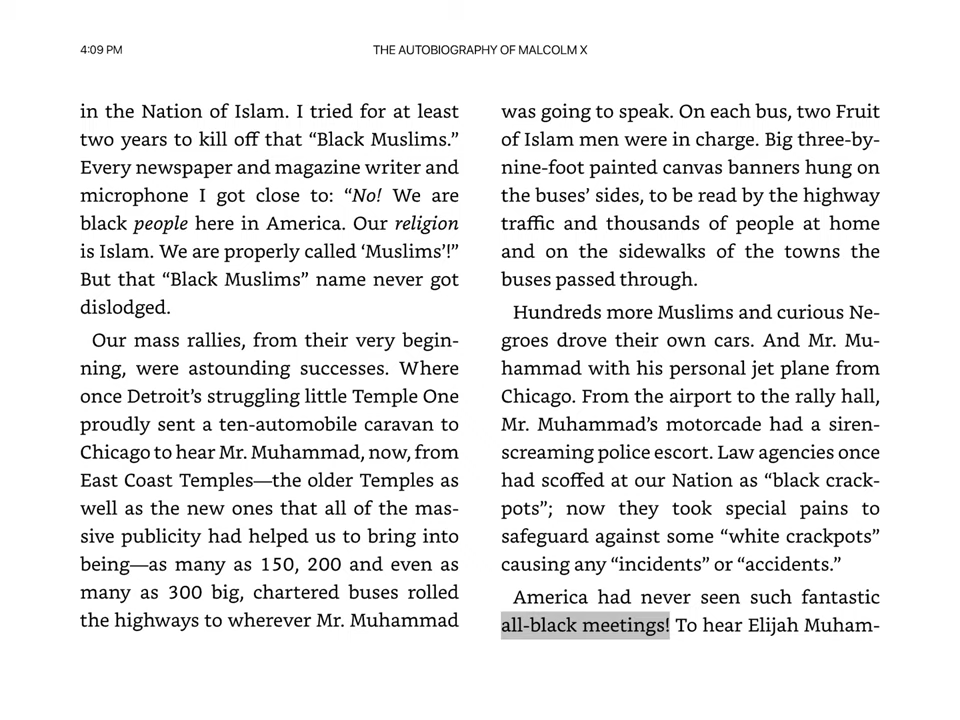 4:09 PM
THE AUTOBIOGRAPHY OF MALCOLM X
in the Nation of Islam. I tried for at least
two years to kill off that “Black Muslims.”
Every newspaper and magazine writer and
microphone I got close to: “No! We are
black people here in America. Our religion
is Islam. We are properly called ‘Muslims’!”
But that “Black Muslims” name never got
dislodged.
Our mass rallies, from their very begin-
ning, were astounding successes. Where
once Detroit’s struggling little Temple One
proudly sent a ten-automobile caravan to
Chicago to hear Mr. Muhammad, now, from
East Coast Temples—the older Temples as
well as the new ones that all of the mas-
sive publicity had helped us to bring into
being—as many as 150, 200 and even as
many as 300 big, chartered buses rolled
the highways to wherever Mr. Muhammad
was going to speak. On each bus, two Fruit
of Islam men were in charge. Big three-by-
nine-foot painted canvas banners hung on
the buses’ sides, to be read by the highway
traffic and thousands of people at home
and on the sidewalks of the towns the
buses passed through.
Hundreds more Muslims and curious Ne-
groes drove their own cars. And Mr. Mu-
hammad with his personal jet plane from
Chicago. From the airport to the rally hall,
Mr. Muhammad’s motorcade had a siren-
screaming police escort. Law agencies once
had scoffed at our Nation as “black crack-
pots”; now they took special pains to
safeguard against some “white crackpots”
causing any “incidents” or “accidents.”
America had never seen such fantastic
all-black meetings! To hear Elijah Muham-